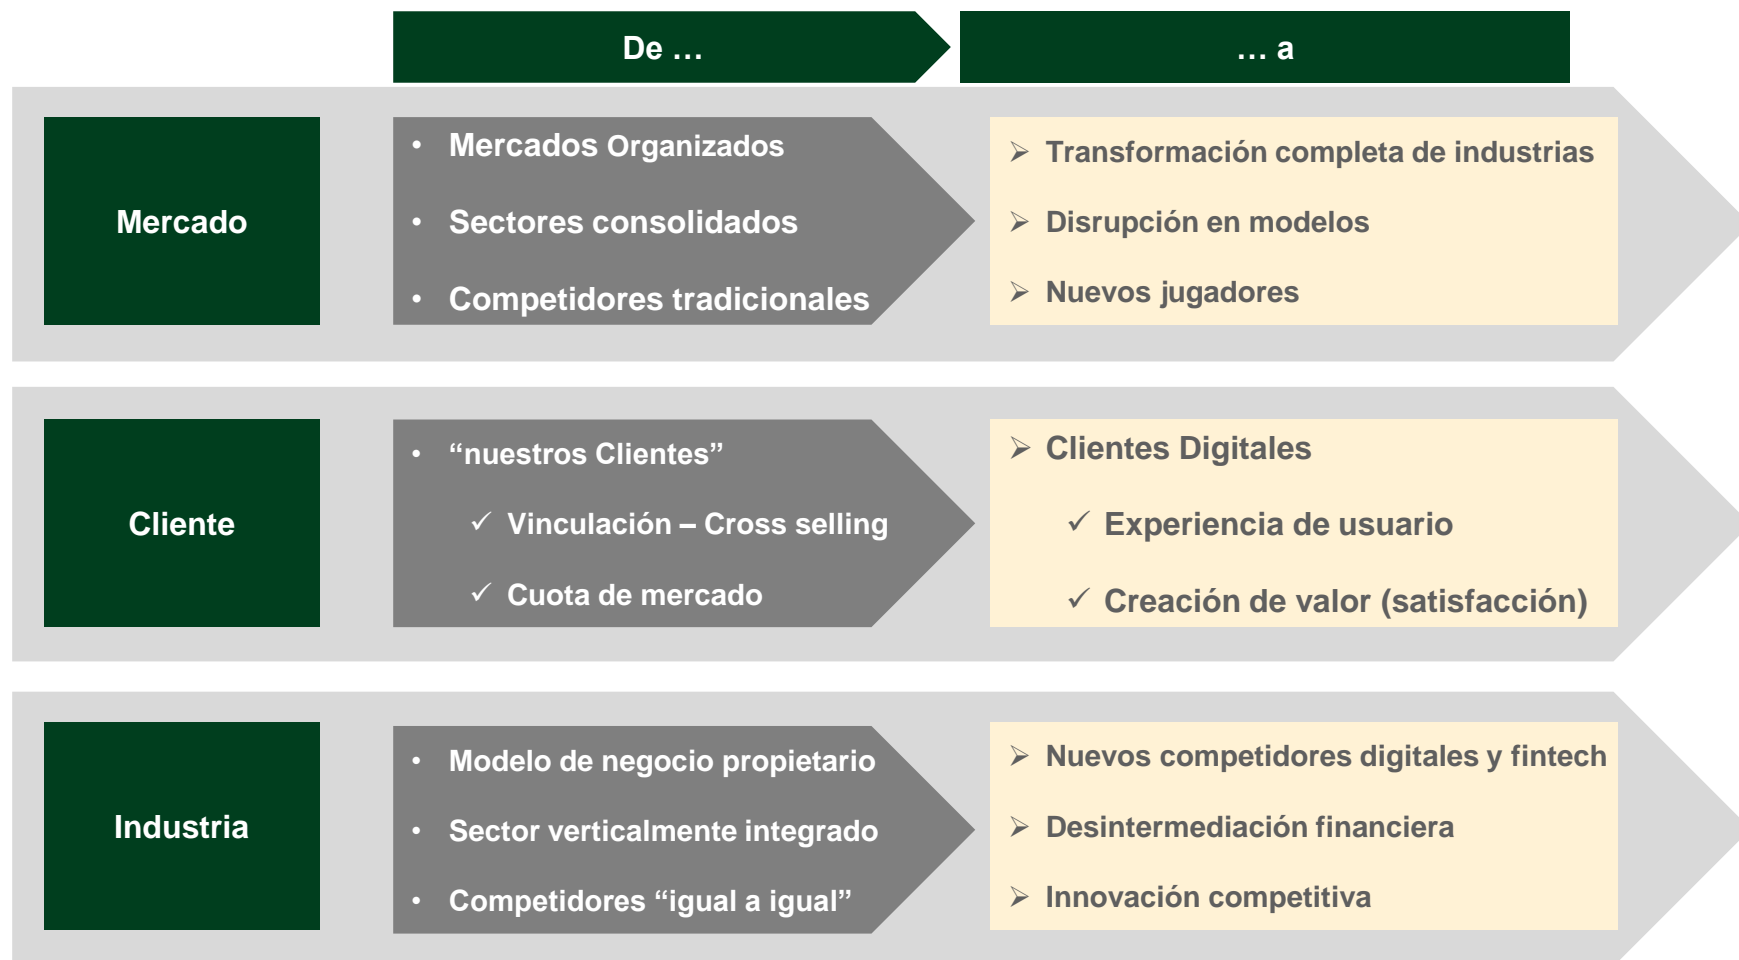 De …
… a
Mercado
• Mercados Organizados
• Sectores consolidados
• Competidores tradicionales
➢ Transformación completa de industrias
➢ Disrupción en modelos
➢ Nuevos jugadores
Cliente
• “nuestros Clientes”
✓ Vinculación – Cross selling
✓ Cuota de mercado
➢ Clientes Digitales
✓ Experiencia de usuario
✓ Creación de valor (satisfacción)
Industria
• Modelo de negocio propietario
• Sector verticalmente integrado
• Competidores “igual a igual”
➢ Nuevos competidores digitales y fintech
➢ Desintermediación financiera
➢ Innovación competitiva